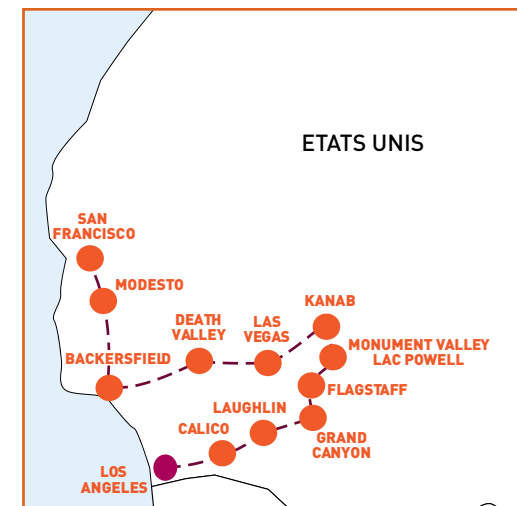 ETATS UNIS
SAN
FRANCISCO
MODESTO
KANAB
DEATH
VALLEY
LAS
VEGAS
MONUMENT VALLEY
LAC POWELL
BACKERSFIELD
FLAGSTAFF
LAUGHLIN
CALICO
GRAND
CANYON
LOS
ANGELES